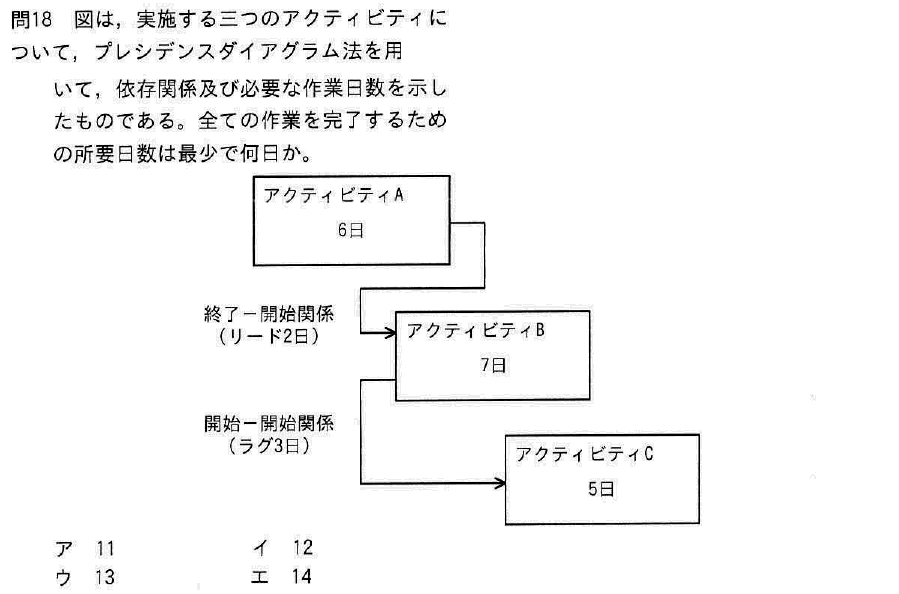 問18　図は，実施する三つのアクティビティに
ついて，プレシデンスダイアグラム法を用
いて，依存関係及び必要な作業日数を示し
たものである。全ての作業を完了するため
の所要日数は最少で何日か。
アクティビティA
6日
終了－開始関係
（リード2日）
アクティビティB
7日
開始－開始関係
（ラグ3日）
アクティビティC
5日
ア　11　イ　12
ウ　13　エ　14